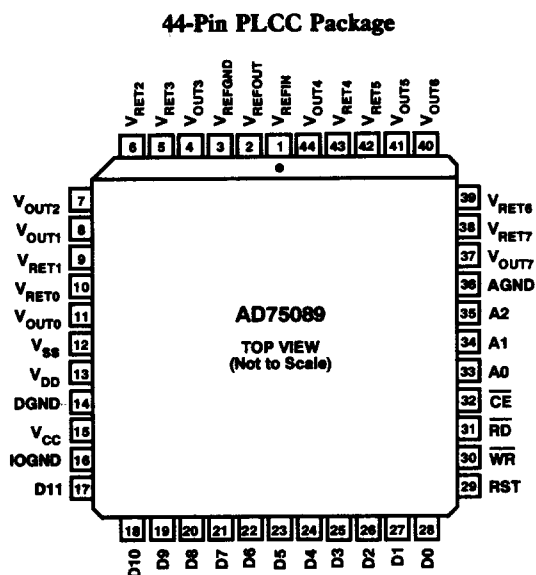 44-Pin PLCC Package
VRET2 VRET3 VOUT3 VREFGND VREFOUT VREFIN VOUT4 VRET4 VRET5 VOUT5 VOUT6
6 5 4 3 2 1 44 43 42 41 40
VOUT2 7
VOUT1 8
VRET1 9
VRET0 10
VOUT0 11
VSS 12
VDD 13
DGND 14
VCC 15
IOGND 16
D11 17
AD75089
TOP VIEW
(Not to Scale)
39 VRET6
38 VRET7
37 VOUT7
36 AGND
35 A2
34 A1
33 A0
32 C̅E̅
31 R̅D̅
30 W̅R̅
29 RST
18 19 20 21 22 23 24 25 26 27 28
D10 D9 D8 D7 D6 D5 D4 D3 D2 D1 D0